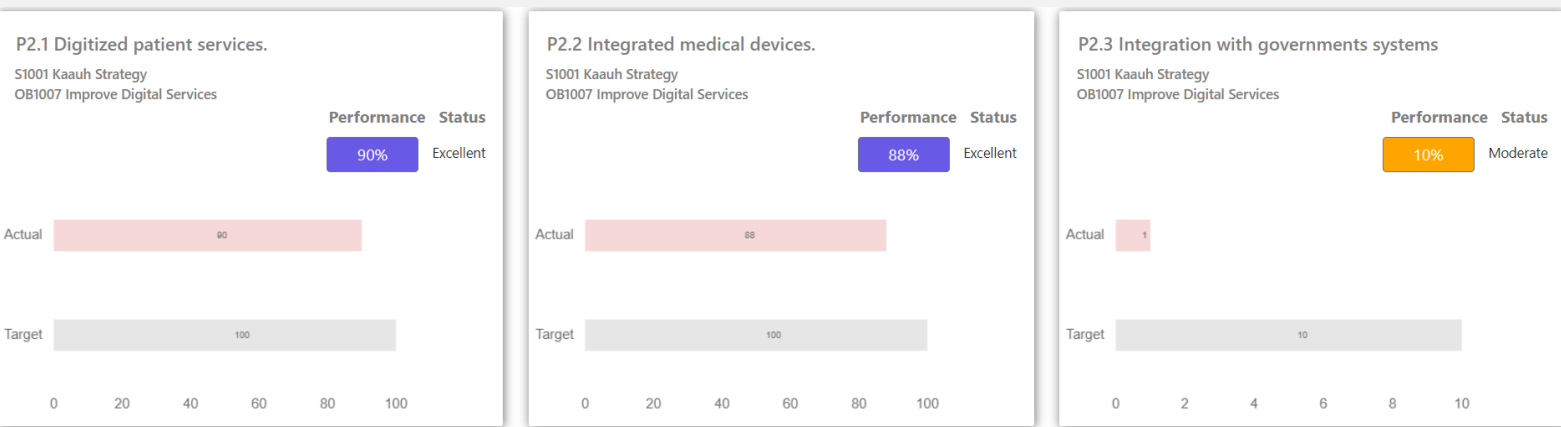 P2.1 Digitized patient services.
S1001 Kaauh Strategy
OB1007 Improve Digital Services
Performance Status
90% Excellent
Actual 90
Target 100
0 20 40 60 80 100
P2.2 Integrated medical devices.
S1001 Kaauh Strategy
OB1007 Improve Digital Services
Performance Status
88% Excellent
Actual 88
Target 100
0 20 40 60 80 100
P2.3 Integration with governments systems
S1001 Kaauh Strategy
OB1007 Improve Digital Services
Performance Status
10% Moderate
Actual 1
Target 10
0 2 4 6 8 10